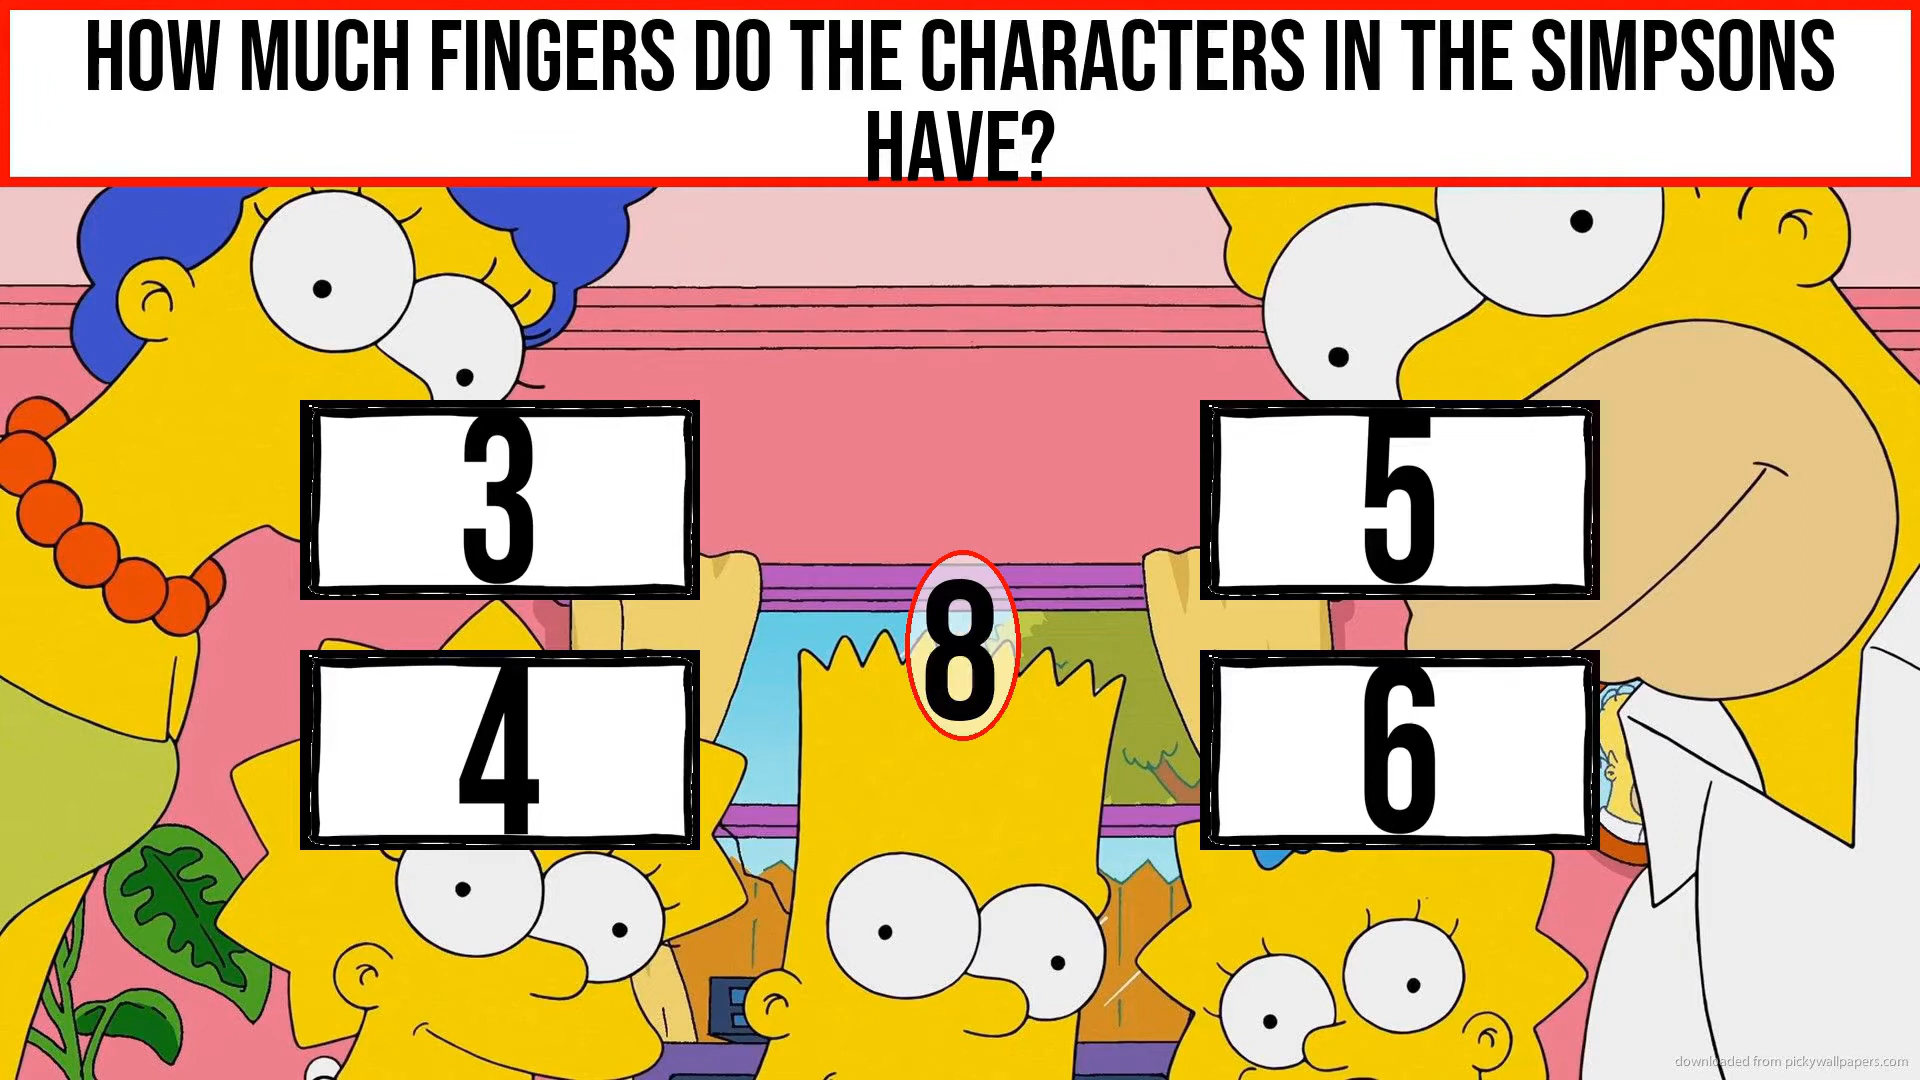 HOW MUCH FINGERS DO THE CHARACTERS IN THE SIMPSONS
HAVE?
3
5
8
4
6
downloaded from pickywallpapers.com